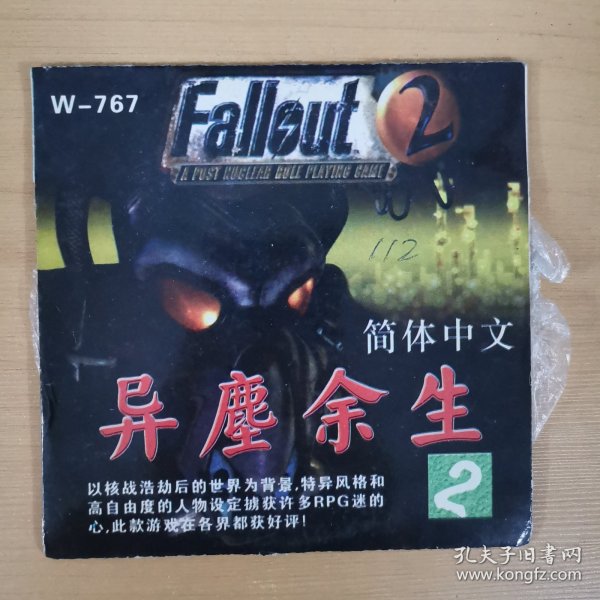 W-767
Fallout 2
A POST NUCLEAR ROLE PLAYING GAME
112
简体中文
异塵余生
2
以核战浩劫后的世界为背景,特异风格和
高自由度的人物设定掳获许多RPG迷的
心,此款游戏在各界都获好评!
孔夫子旧书网
www.kongfz.com